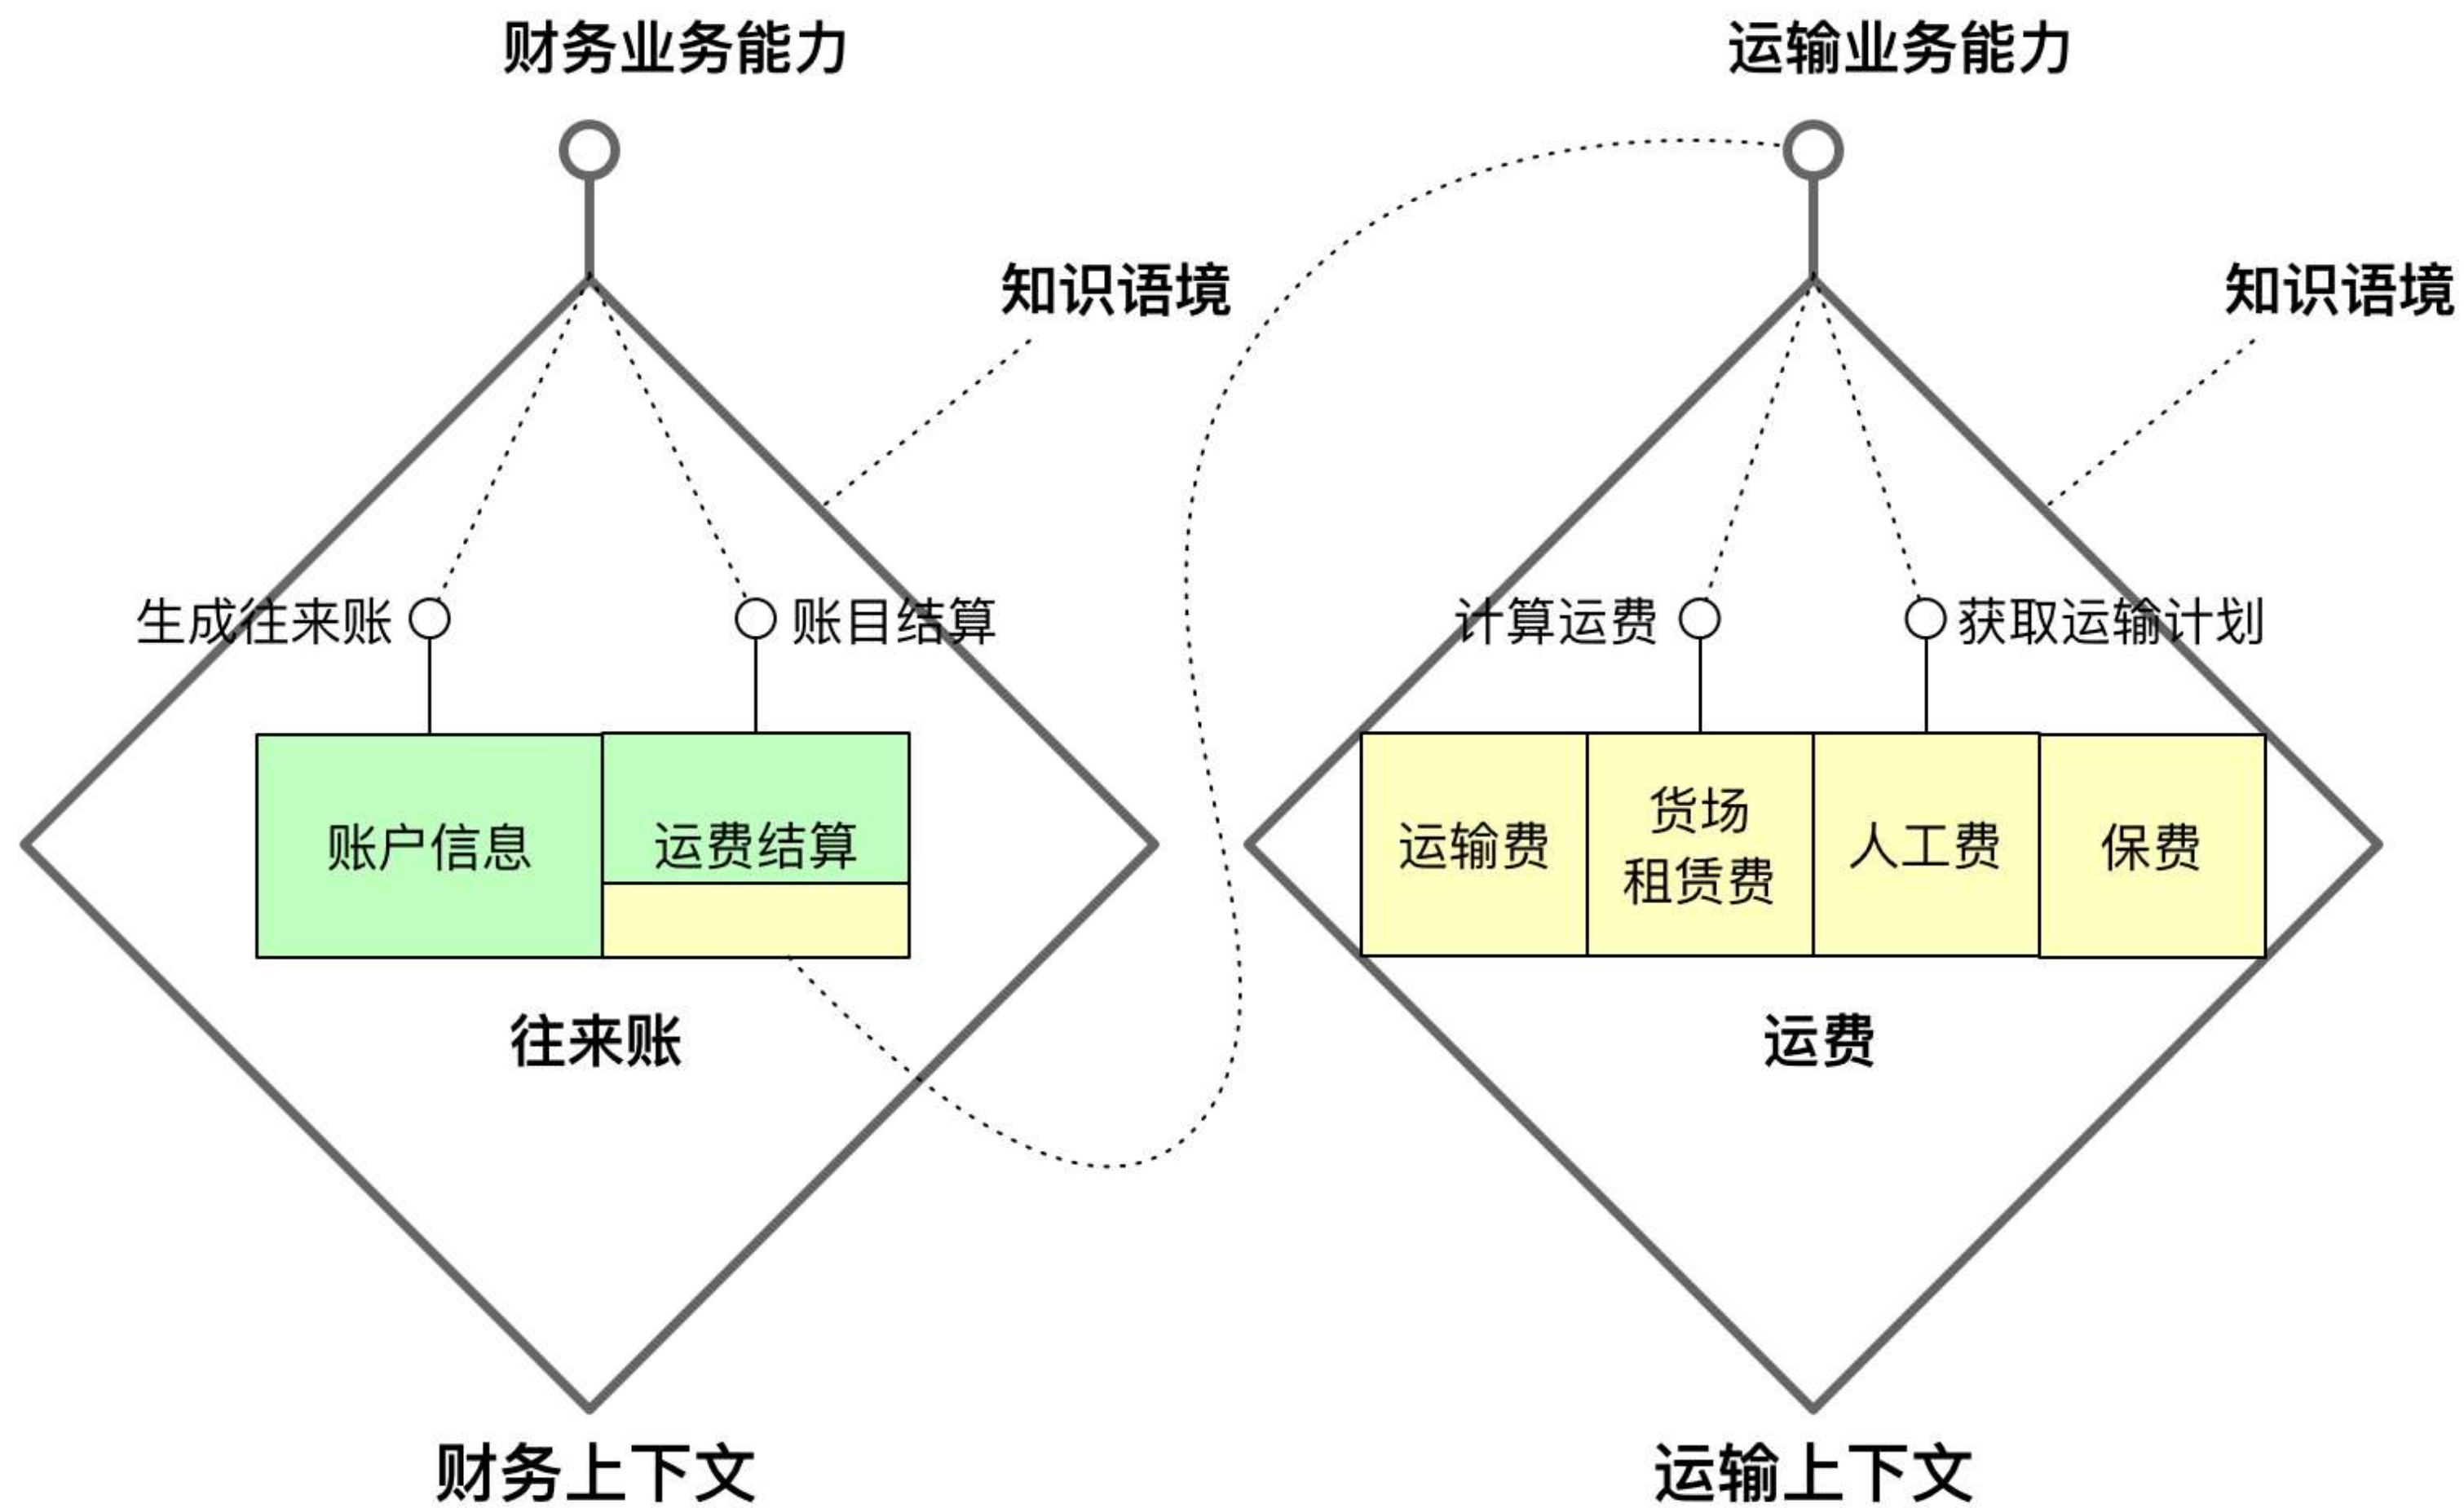 财务业务能力
运输业务能力
知识语境
知识语境
生成往来账
账目结算
计算运费
获取运输计划
账户信息
运费结算
运输费
货场
租赁费
人工费
保费
往来账
运费
财务上下文
运输上下文